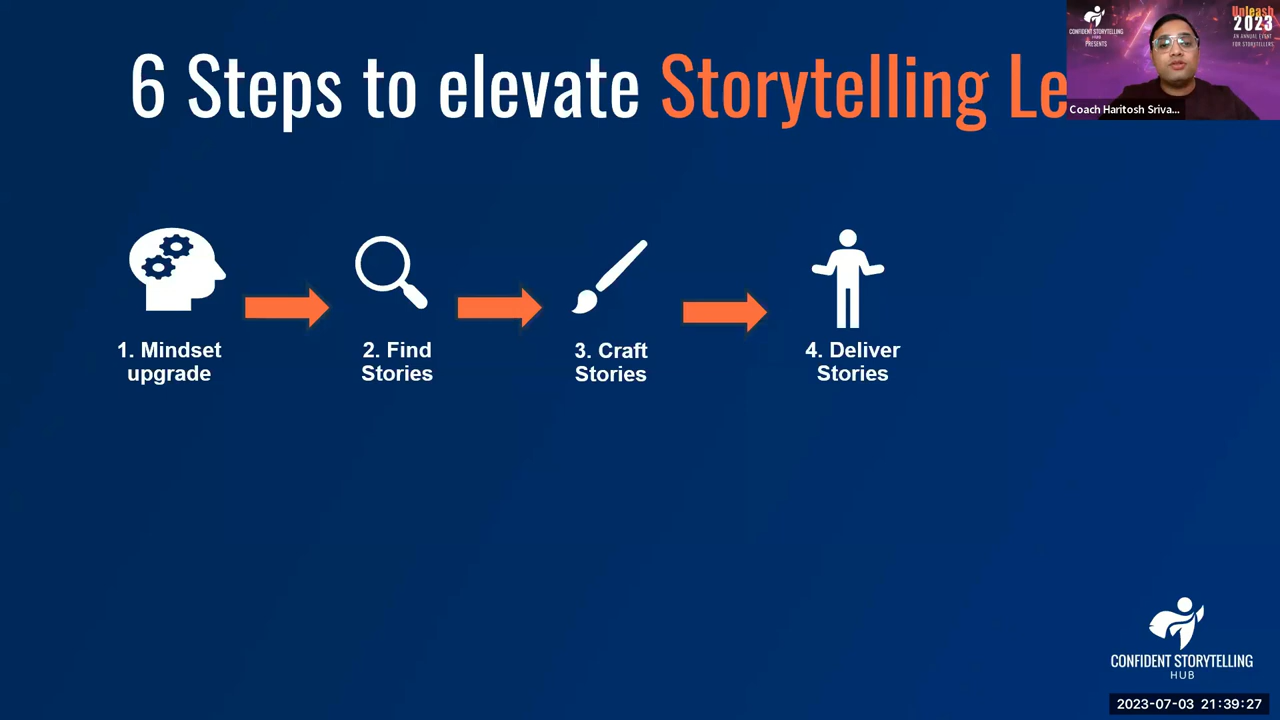 6 Steps to elevate Storytelling Le
CONFIDENT STORYTELLING
HUB
PRESENTS
Unleash
2023
AN ANNUAL EVENT
FOR STORYTELLERS
Coach Haritosh Sriva...
1. Mindset
upgrade
2. Find
Stories
3. Craft
Stories
4. Deliver
Stories
CONFIDENT STORYTELLING
HUB
2023-07-03 21:39:27